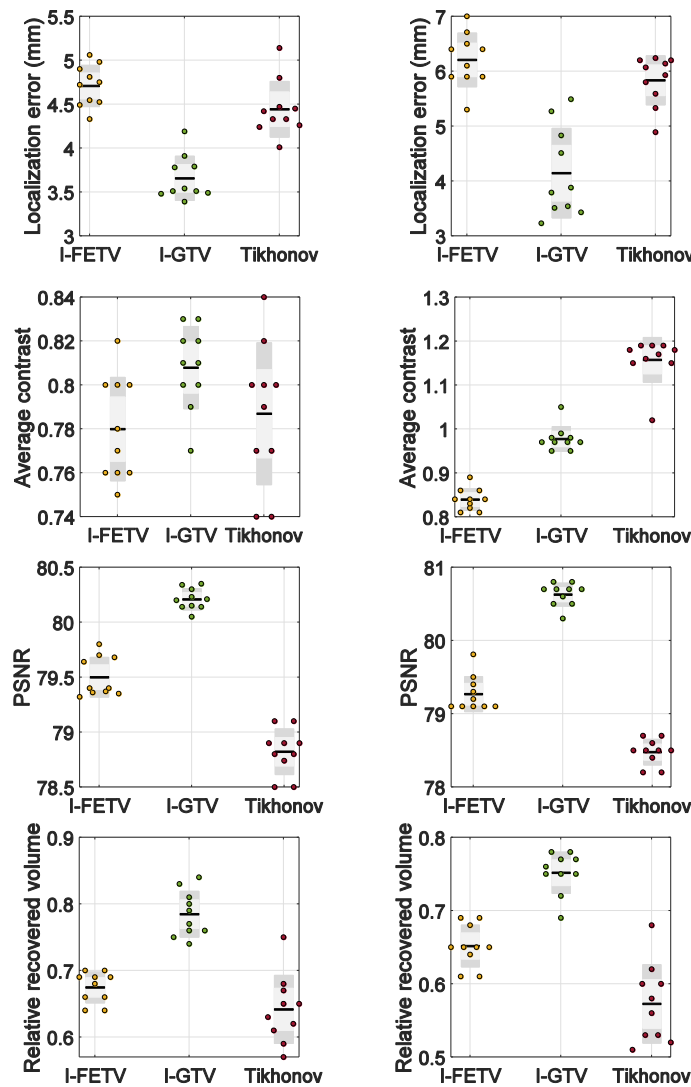 Localization error (mm)
5.5
5
4.5
4
3.5
3
I-FETV I-GTV Tikhonov
Localization error (mm)
7
6
5
4
3
I-FETV I-GTV Tikhonov
Average contrast
0.84
0.82
0.8
0.78
0.76
0.74
I-FETV I-GTV Tikhonov
Average contrast
1.3
1.2
1.1
1
0.9
0.8
I-FETV I-GTV Tikhonov
PSNR
80.5
80
79.5
79
78.5
I-FETV I-GTV Tikhonov
PSNR
81
80
79
78
I-FETV I-GTV Tikhonov
Relative recovered volume
0.9
0.8
0.7
0.6
I-FETV I-GTV Tikhonov
Relative recovered volume
0.8
0.7
0.6
0.5
I-FETV I-GTV Tikhonov